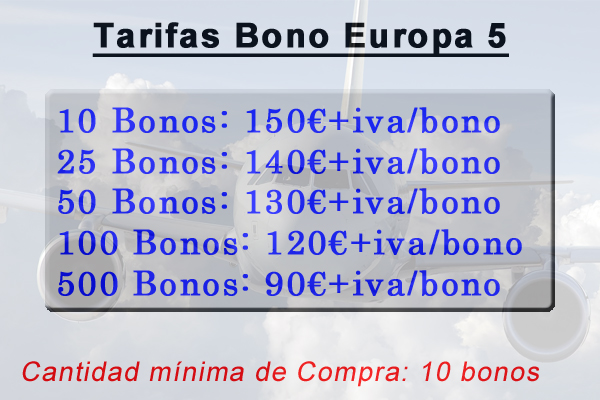 Tarifas Bono Europa 5
10 Bonos: 150€+iva/bono
25 Bonos: 140€+iva/bono
50 Bonos: 130€+iva/bono
100 Bonos: 120€+iva/bono
500 Bonos: 90€+iva/bono
Cantidad mínima de Compra: 10 bonos